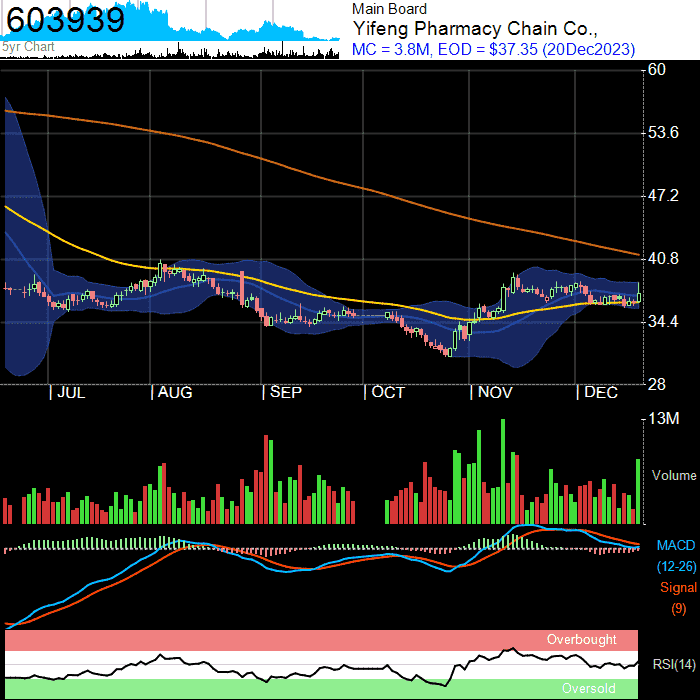 603939
5yr Chart
Main Board
Yifeng Pharmacy Chain Co.,
MC = 3.8M, EOD = $37.35 (20Dec2023)
60
53.6
47.2
40.8
34.4
28
JUL AUG SEP OCT NOV DEC
13M
Volume
MACD
(12-26)
Signal
(9)
Overbought
RSI(14)
Oversold